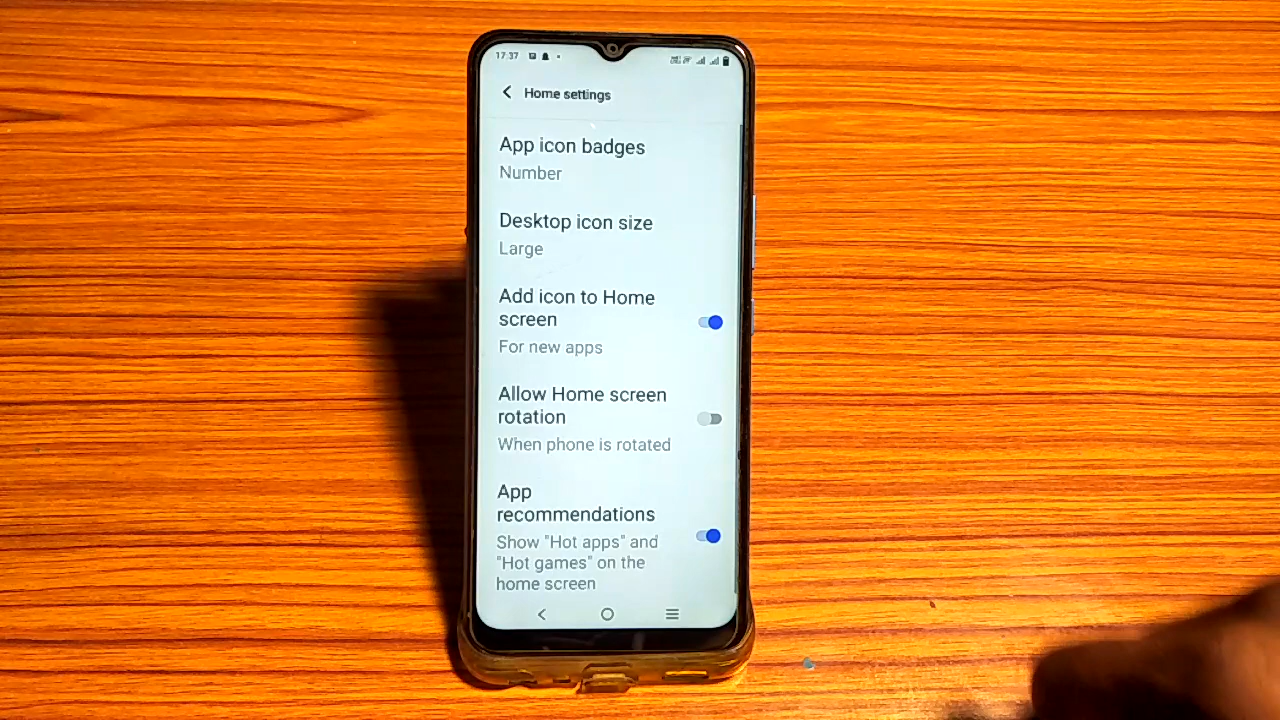 17:37
Home settings
App icon badges
Number
Desktop icon size
Large
Add icon to Home
screen
For new apps
Allow Home screen
rotation
When phone is rotated
App
recommendations
Show "Hot apps" and
"Hot games" on the
home screen